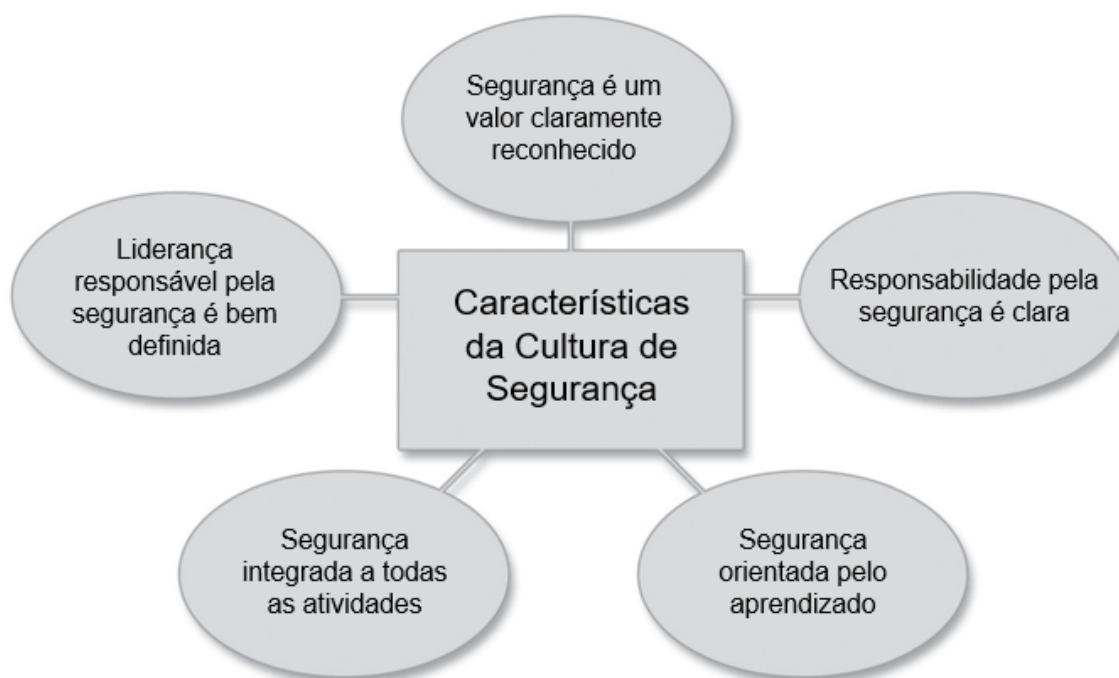 Segurança é um
valor claramente
reconhecido
Liderança
responsável pela
segurança é bem
definida
Características
da Cultura de
Segurança
Responsabilidade pela
segurança é clara
Segurança
integrada a todas
as atividades
Segurança
orientada pelo
aprendizado